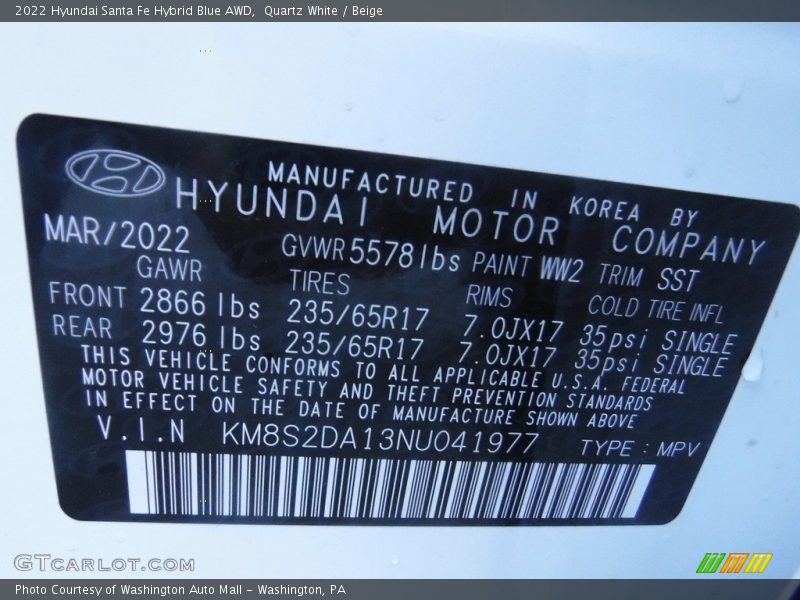 2022 Hyundai Santa Fe Hybrid Blue AWD,  Quartz White / Beige
MANUFACTURED IN KOREA BY
HYUNDAI MOTOR COMPANY
MAR/2022 GVWR 5578lbs PAINT WW2 TRIM SST
GAWR TIRES RIMS COLD TIRE INFL
FRONT 2866 lbs 235/65R17 7.0JX17 35psi SINGLE
REAR 2976 lbs 235/65R17 7.0JX17 35psi SINGLE
THIS VEHICLE CONFORMS TO ALL APPLICABLE U.S.A. FEDERAL
MOTOR VEHICLE SAFETY AND THEFT PREVENTION STANDARDS
IN EFFECT ON THE DATE OF MANUFACTURE SHOWN ABOVE
V.I.N KM8S2DA13NU041977 TYPE : MPV
GTCARLOT.COM
Photo Courtesy of Washington Auto Mall - Washington, PA